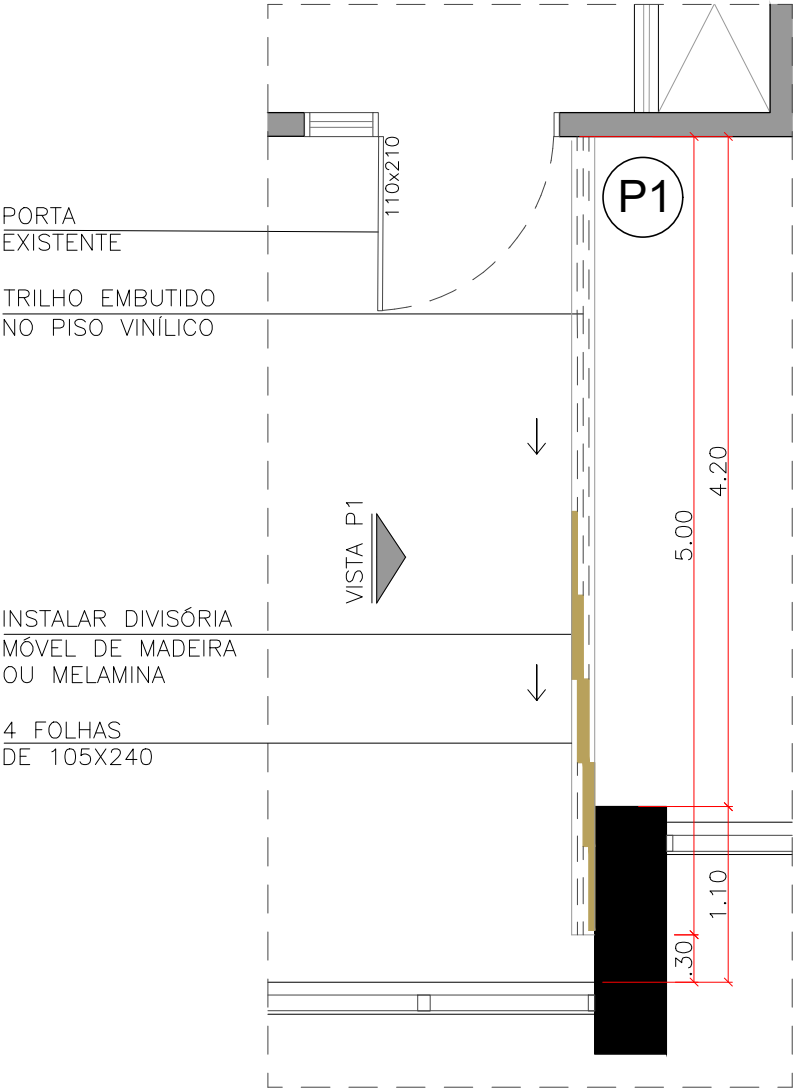 110x210
P1
PORTA
EXISTENTE
TRILHO EMBUTIDO
NO PISO VINÍLICO
4.20
5.00
VISTA P1
INSTALAR DIVISÓRIA
MÓVEL DE MADEIRA
OU MELAMINA
4 FOLHAS
DE 105X240
1.10
.30